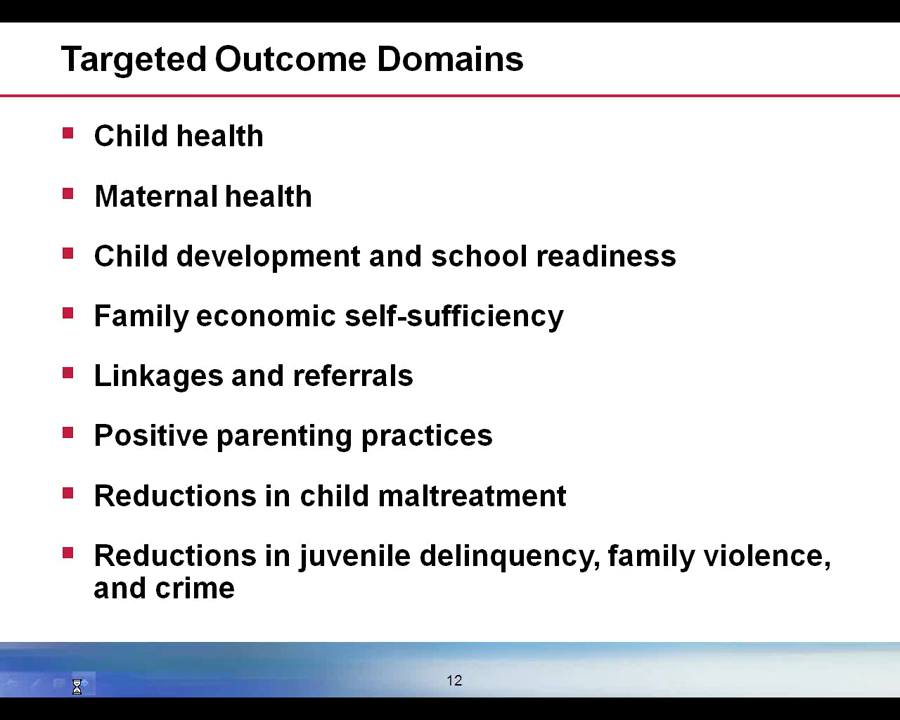 Targeted Outcome Domains
Child health
Maternal health
Child development and school readiness
Family economic self-sufficiency
Linkages and referrals
Positive parenting practices
Reductions in child maltreatment
Reductions in juvenile delinquency, family violence,
and crime
12